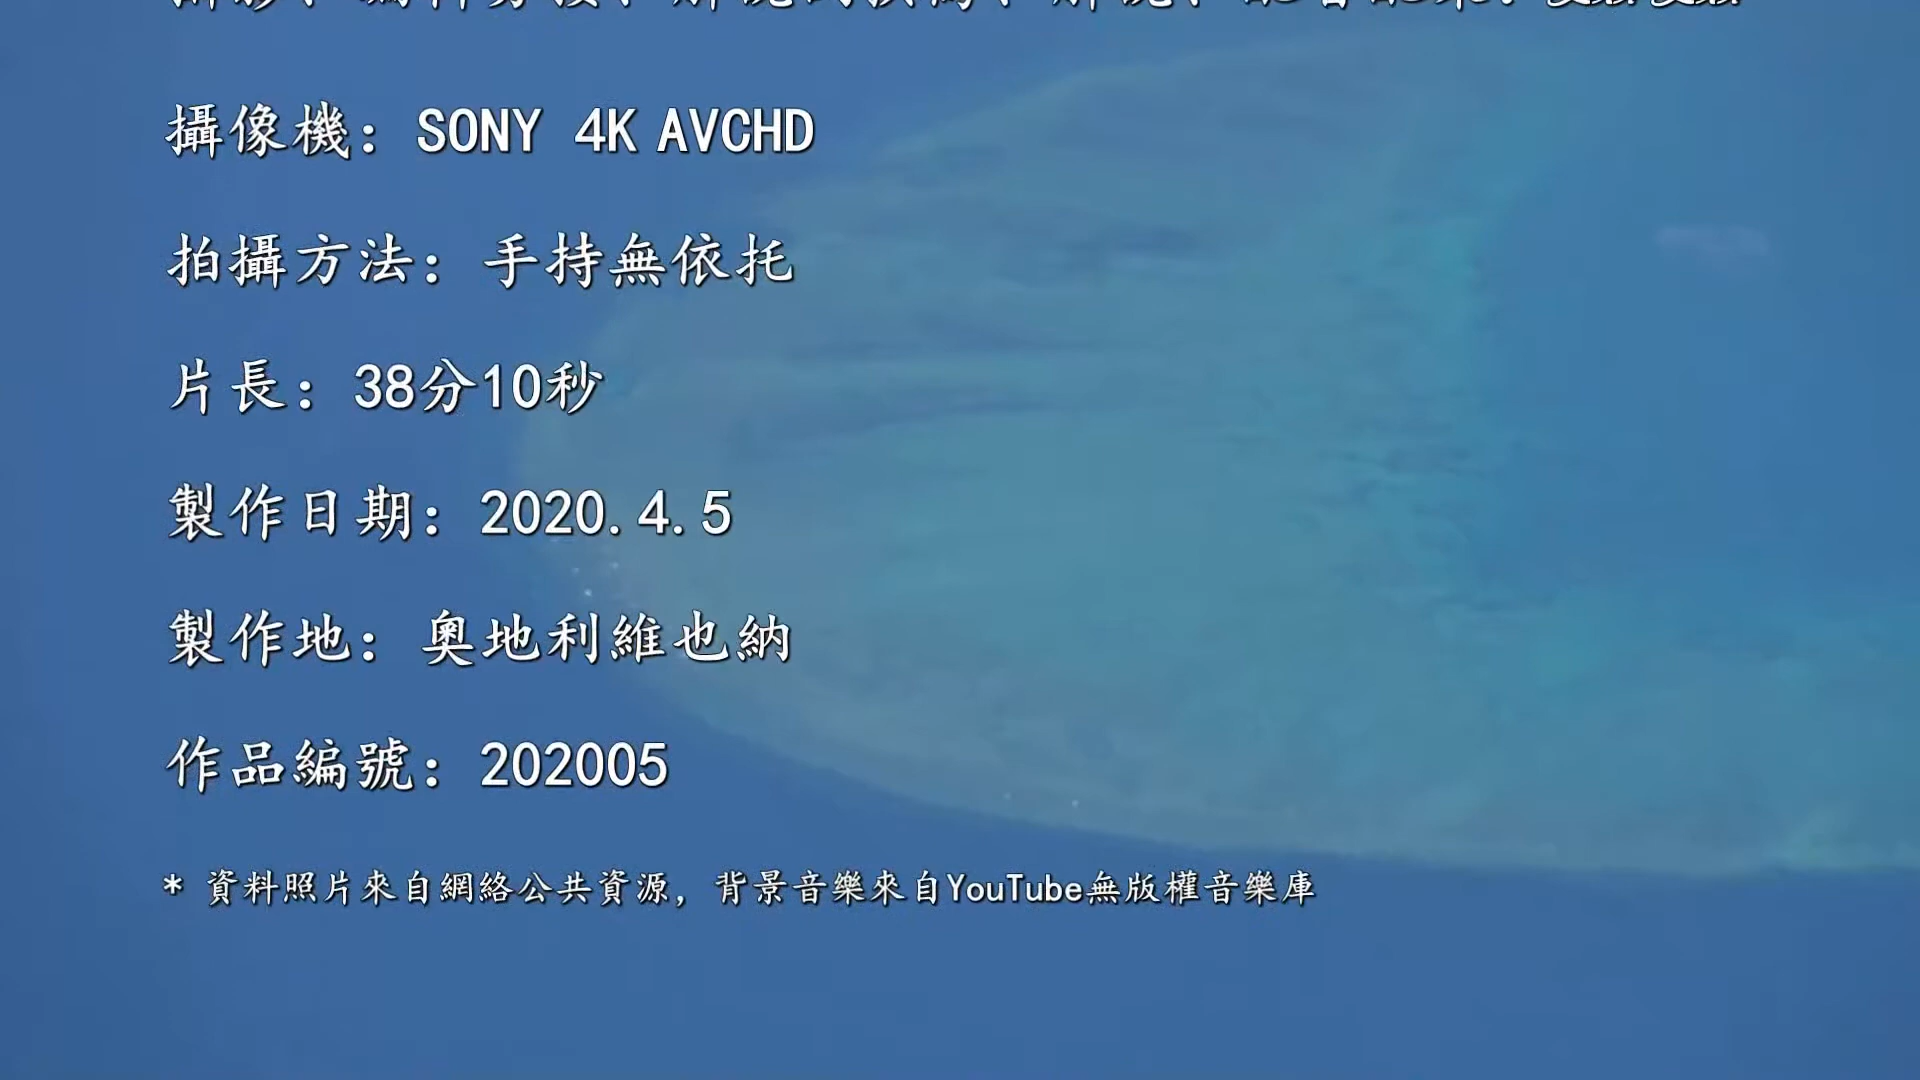 攝像機：SONY 4K AVCHD
拍攝方法：手持無依托
片長：38分10秒
製作日期：2020.4.5
製作地：奧地利維也納
作品編號：202005
* 資料照片來自網絡公共資源，背景音樂來自YouTube無版權音樂庫